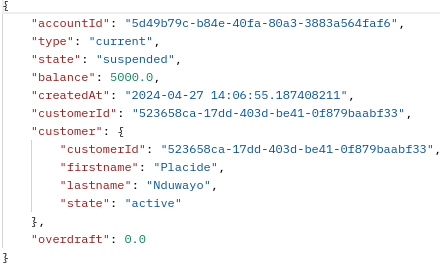 {
    "accountId": "5d49b79c-b84e-40fa-80a3-3883a564faf6",
    "type": "current",
    "state": "suspended",
    "balance": 5000.0,
    "createdAt": "2024-04-27 14:06:55.187408211",
    "customerId": "523658ca-17dd-403d-be41-0f879baabf33",
    "customer": {
        "customerId": "523658ca-17dd-403d-be41-0f879baabf33",
        "firstname": "Placide",
        "lastname": "Nduwayo",
        "state": "active"
    },
    "overdraft": 0.0
}